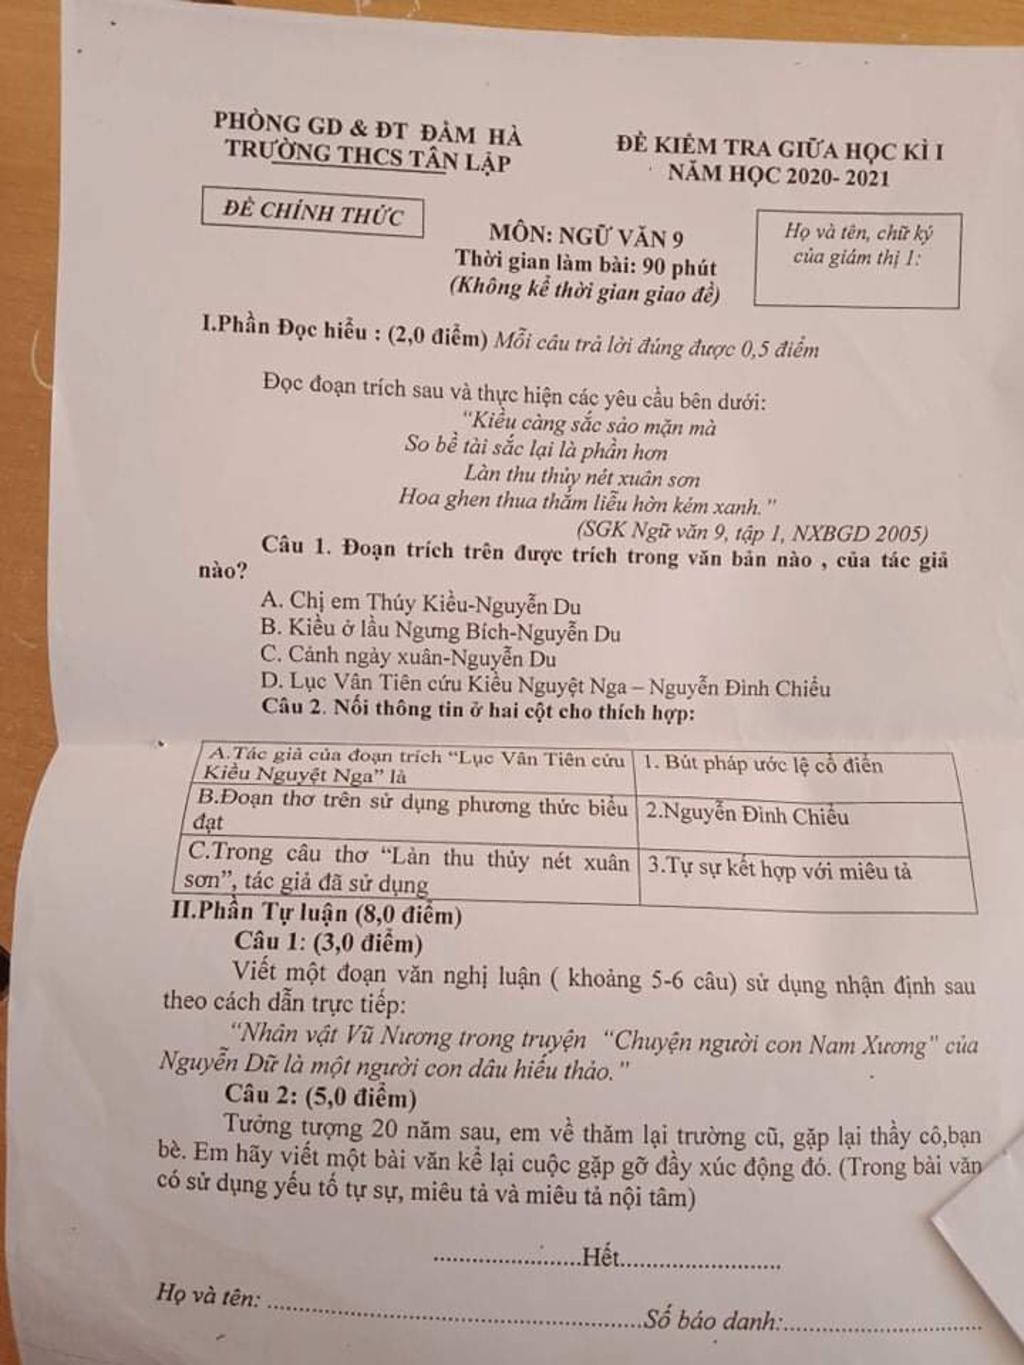 PHÒNG GD & ĐT ĐẦM HÀ
TRƯỜNG THCS TÂN LẬP
ĐỀ KIỂM TRA GIỮA HỌC KÌ I
NĂM HỌC 2020- 2021
ĐỀ CHÍNH THỨC
MÔN: NGỮ VĂN 9
Thời gian làm bài: 90 phút
(Không kể thời gian giao đề)
Họ và tên, chữ ký
của giám thị 1:
I.Phần Đọc hiểu : (2,0 điểm) Mỗi câu trả lời đúng được 0,5 điểm
Đọc đoạn trích sau và thực hiện các yêu cầu bên dưới:
“Kiều càng sắc sảo mặn mà
So bề tài sắc lại là phần hơn
Làn thu thủy nét xuân sơn
Hoa ghen thua thắm liễu hờn kém xanh.”
(SGK Ngữ văn 9, tập 1, NXBGD 2005)
Câu 1. Đoạn trích trên được trích trong văn bản nào , của tác giả
nào?
A. Chị em Thúy Kiều-Nguyễn Du
B. Kiều ở lầu Ngưng Bích-Nguyễn Du
C. Cảnh ngày xuân-Nguyễn Du
D. Lục Vân Tiên cứu Kiều Nguyệt Nga – Nguyễn Đình Chiểu
Câu 2. Nối thông tin ở hai cột cho thích hợp:
A.Tác giả của đoạn trích “Lục Vân Tiên cứu
Kiều Nguyệt Nga” là
1. Bút pháp ước lệ cổ điển
B.Đoạn thơ trên sử dụng phương thức biểu
đạt
2.Nguyễn Đình Chiểu
C.Trong câu thơ “Làn thu thủy nét xuân
sơn”, tác giả đã sử dụng
3.Tự sự kết hợp với miêu tả
II.Phần Tự luận (8,0 điểm)
Câu 1: (3,0 điểm)
Viết một đoạn văn nghị luận ( khoảng 5-6 câu) sử dụng nhận định sau
theo cách dẫn trực tiếp:
“Nhân vật Vũ Nương trong truyện “Chuyện người con Nam Xương” của
Nguyễn Dữ là một người con dâu hiếu thảo.”
Câu 2: (5,0 điểm)
Tưởng tượng 20 năm sau, em về thăm lại trường cũ, gặp lại thầy cô,bạn
bè. Em hãy viết một bài văn kể lại cuộc gặp gỡ đầy xúc động đó. (Trong bài văn
có sử dụng yếu tố tự sự, miêu tả và miêu tả nội tâm)
.......................Hết.........................
Họ và tên: ..........................................................Số báo danh:..............................